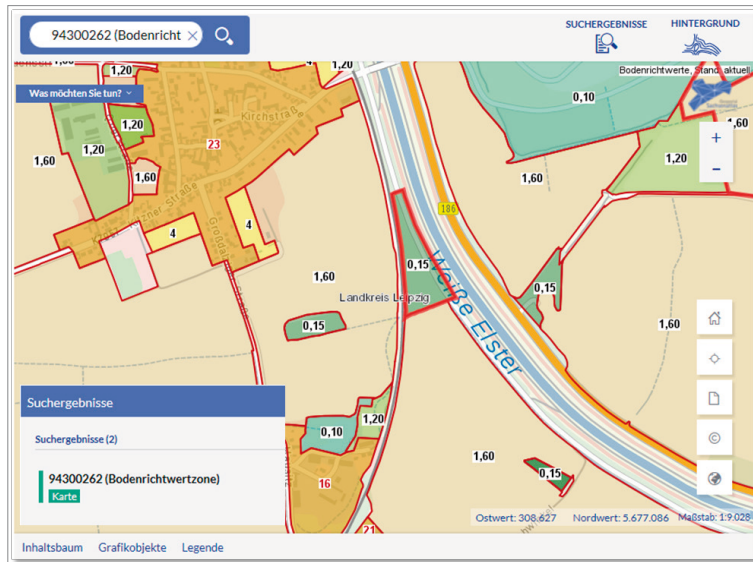 94300262 (Bodenricht ×
SUCHERGEBNISSE
HINTERGRUND
Bodenrichtwerte, Stand: aktuell
Was möchten Sie tun?
1,20
1,20
0,10
1,60
Kirchstraße
1,20
23
1,20
1,60
+
1,60
1,60
1,20
−
186
4
4
0,15
Weiße Elster
1,60
Landkreis Leipzig
0,15
0,15
1,60
Suchergebnisse
Suchergebnisse (2)
94300262 (Bodenrichtwertzone)
Karte
0,10
1,20
16
21
1,60
0,15
©
Ostwert: 308.627 Nordwert: 5.677.086 Maßstab: 1:9.028
Inhaltsbaum Grafikobjekte Legende